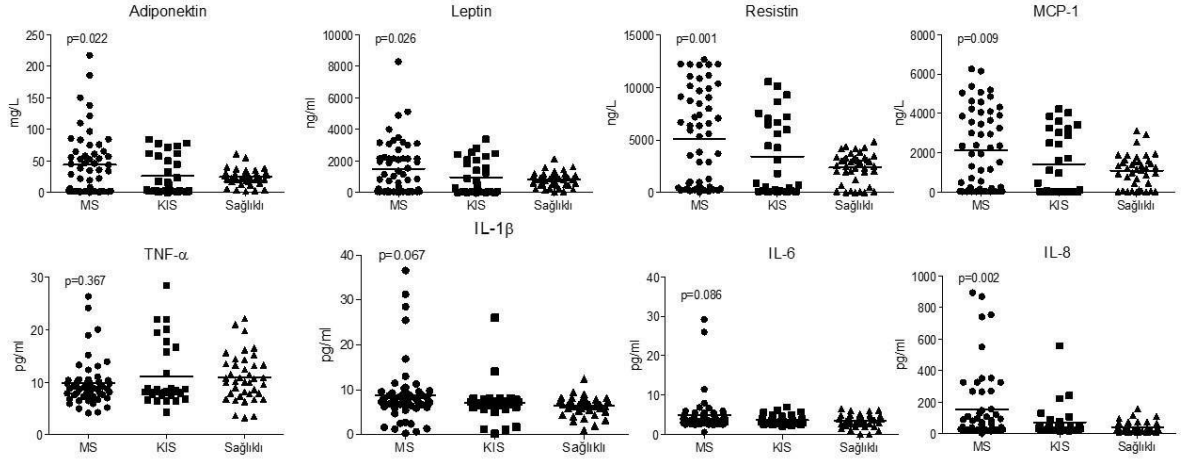 Adiponektin
p=0.022
mg/L
250
200
150
100
50
0
MS
KIS
Sağlıklı
Leptin
p=0.026
ng/ml
10000
8000
6000
4000
2000
0
MS
KIS
Sağlıklı
Resistin
p=0.001
ng/L
15000
10000
5000
0
MS
KIS
Sağlıklı
MCP-1
p=0.009
ng/L
8000
6000
4000
2000
0
MS
KIS
Sağlıklı
TNF-α
p=0.367
pg/ml
30
20
10
0
MS
KIS
Sağlıklı
IL-1β
p=0.067
pg/ml
40
30
20
10
0
MS
KIS
Sağlıklı
IL-6
p=0.086
pg/ml
40
30
20
10
0
MS
KIS
Sağlıklı
IL-8
p=0.002
pg/ml
1000
800
600
400
200
0
MS
KIS
Sağlıklı